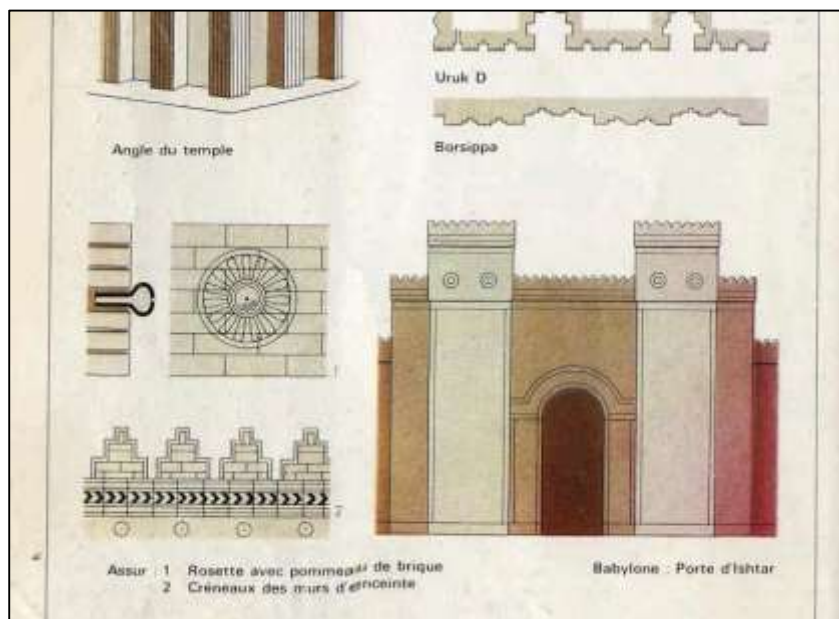 Uruk D
Angle du temple
Borsippa
1
2
Assur : 1 Rosette avec pommeau de brique
2 Créneaux des murs d'enceinte
Babylone : Porte d'Ishtar